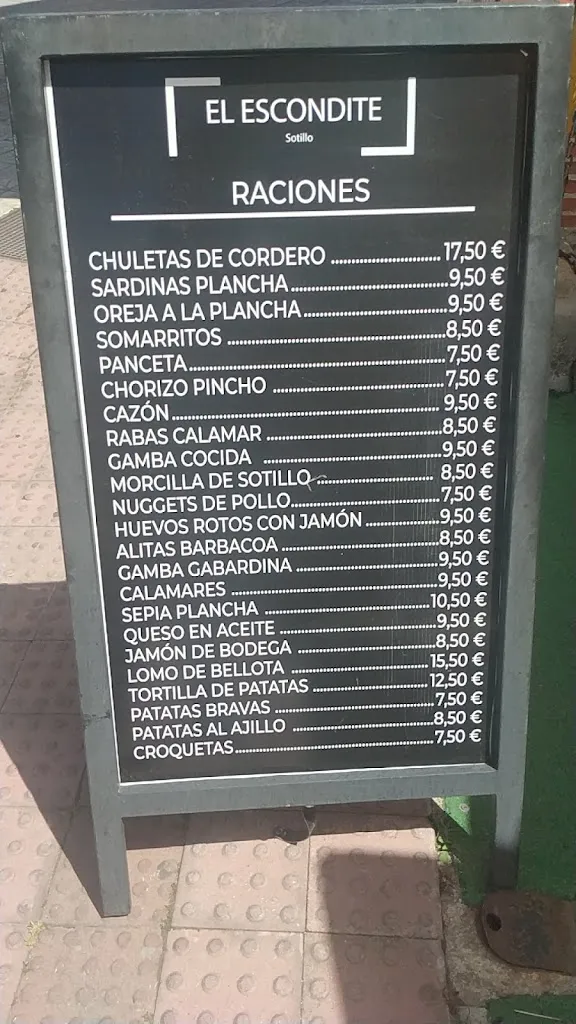 EL ESCONDITE
Sotillo
RACIONES
CHULETAS DE CORDERO ........................ 17,50 €
SARDINAS PLANCHA ........................ 9,50 €
OREJA A LA PLANCHA ........................ 9,50 €
SOMARRITOS ........................ 8,50 €
PANCETA ........................ 7,50 €
CHORIZO PINCHO ........................ 7,50 €
CAZÓN ........................ 9,50 €
RABAS CALAMAR ........................ 8,50 €
GAMBA COCIDA ........................ 9,50 €
MORCILLA DE SOTILLO ........................ 8,50 €
NUGGETS DE POLLO ........................ 7,50 €
HUEVOS ROTOS CON JAMÓN ........................ 9,50 €
ALITAS BARBACOA ........................ 8,50 €
GAMBA GABARDINA ........................ 9,50 €
CALAMARES ........................ 9,50 €
SEPIA PLANCHA ........................ 10,50 €
QUESO EN ACEITE ........................ 9,50 €
JAMÓN DE BODEGA ........................ 8,50 €
LOMO DE BELLOTA ........................ 15,50 €
TORTILLA DE PATATAS ........................ 12,50 €
PATATAS BRAVAS ........................ 7,50 €
PATATAS AL AJILLO ........................ 8,50 €
CROQUETAS ........................ 7,50 €